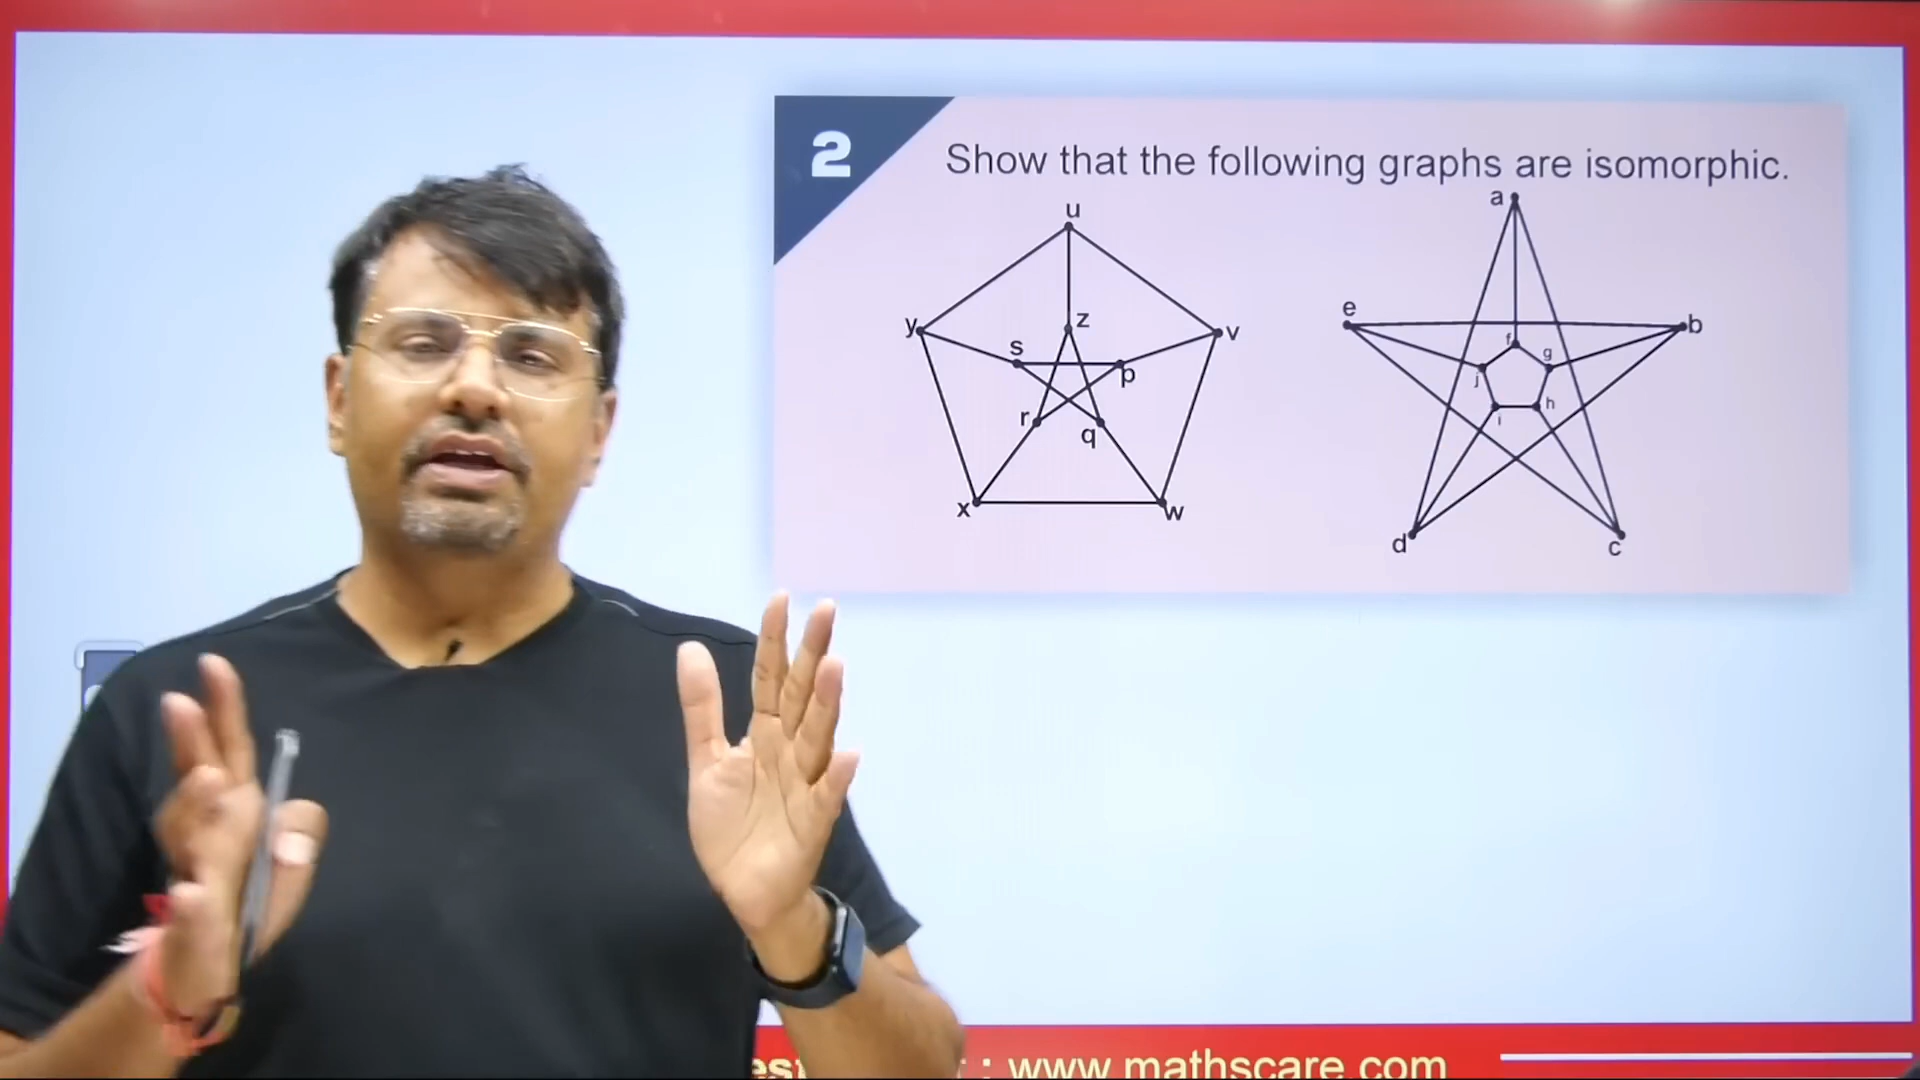 2
Show that the following graphs are isomorphic.
u
y
z
v
s
p
r
q
x
w
a
e
b
f
g
j
h
i
d
c
: www.mathscare.com